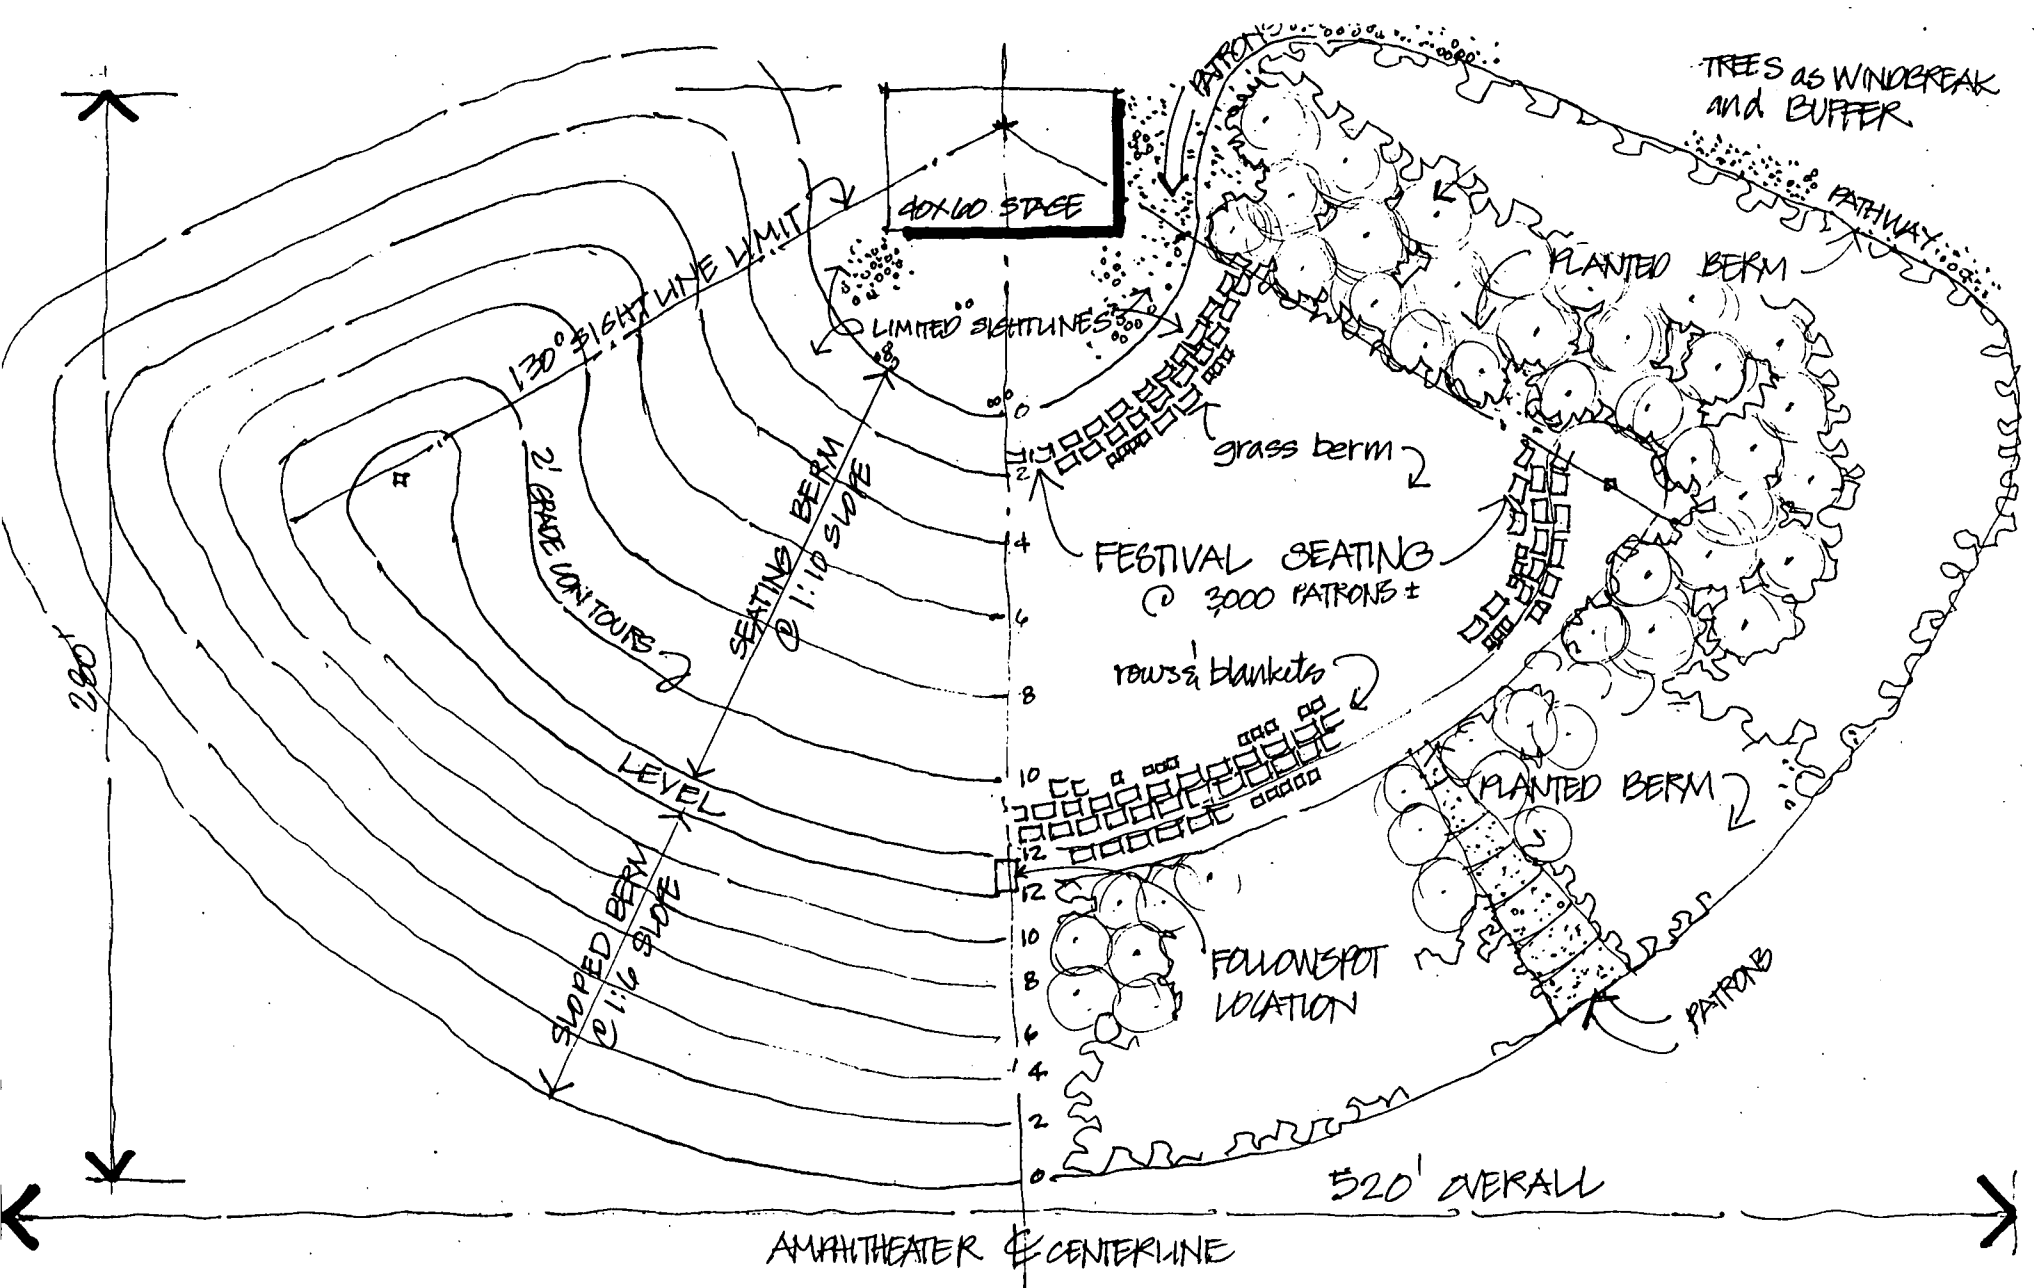 PATRONS
TREES as WINDBREAK
and BUFFER
40X60 STAGE
PATHWAY
130° SIGHTLINE LIMIT
PLANTED BERM
LIMITED SIGHTLINES
0
2
4
6
8
10
12
12
10
8
6
4
2
0
grass berm
2' GRADE CONTOURS
SEATING BERM
@ 1:10 SLOPE
FESTIVAL SEATING
@ 3000 PATRONS ±
280'
rows & blankets
LEVEL
PLANTED BERM
SLOPED BERM
@ 1:6 SLOPE
FOLLOWSPOT
LOCATION
PATRONS
520' OVERALL
AMPHITHEATER ℄ CENTERLINE